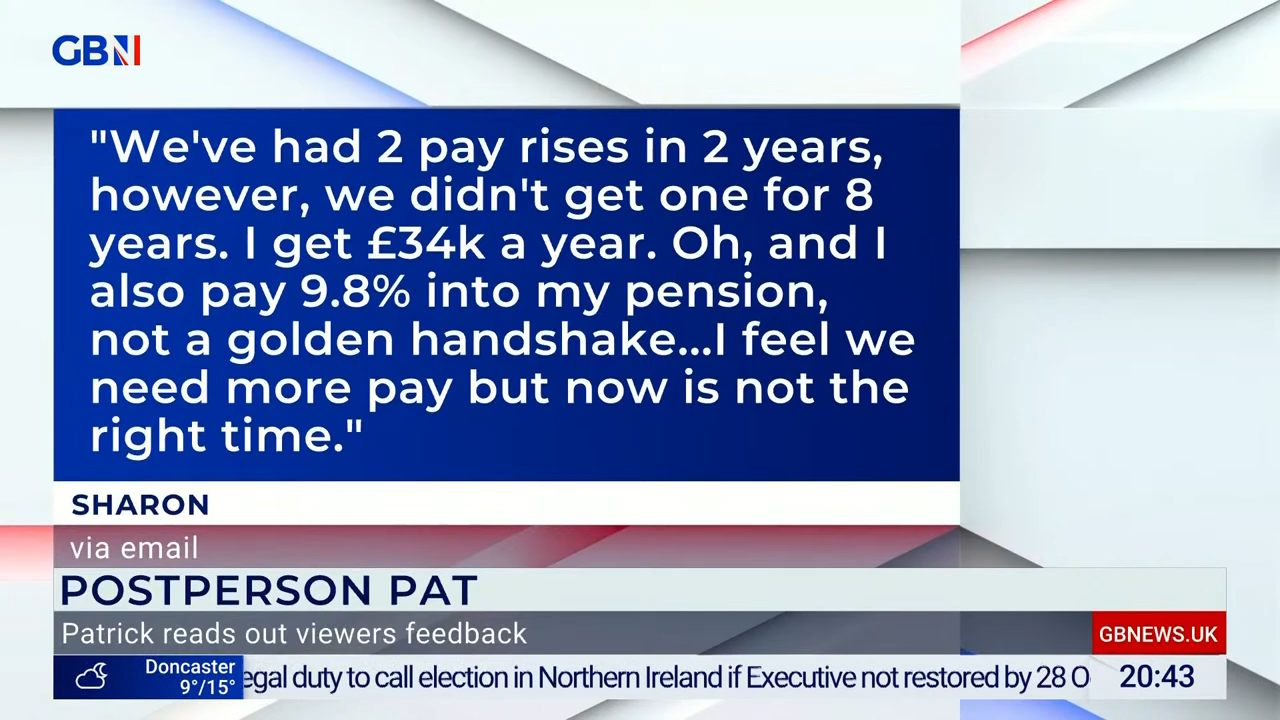 GBN
"We've had 2 pay rises in 2 years,
however, we didn't get one for 8
years. I get £34k a year. Oh, and I
also pay 9.8% into my pension,
not a golden handshake...I feel we
need more pay but now is not the
right time."
SHARON
via email
POSTPERSON PAT
Patrick reads out viewers feedback
GBNEWS.UK
Doncaster
9°/15°
egal duty to call election in Northern Ireland if Executive not restored by 28 O
20:43